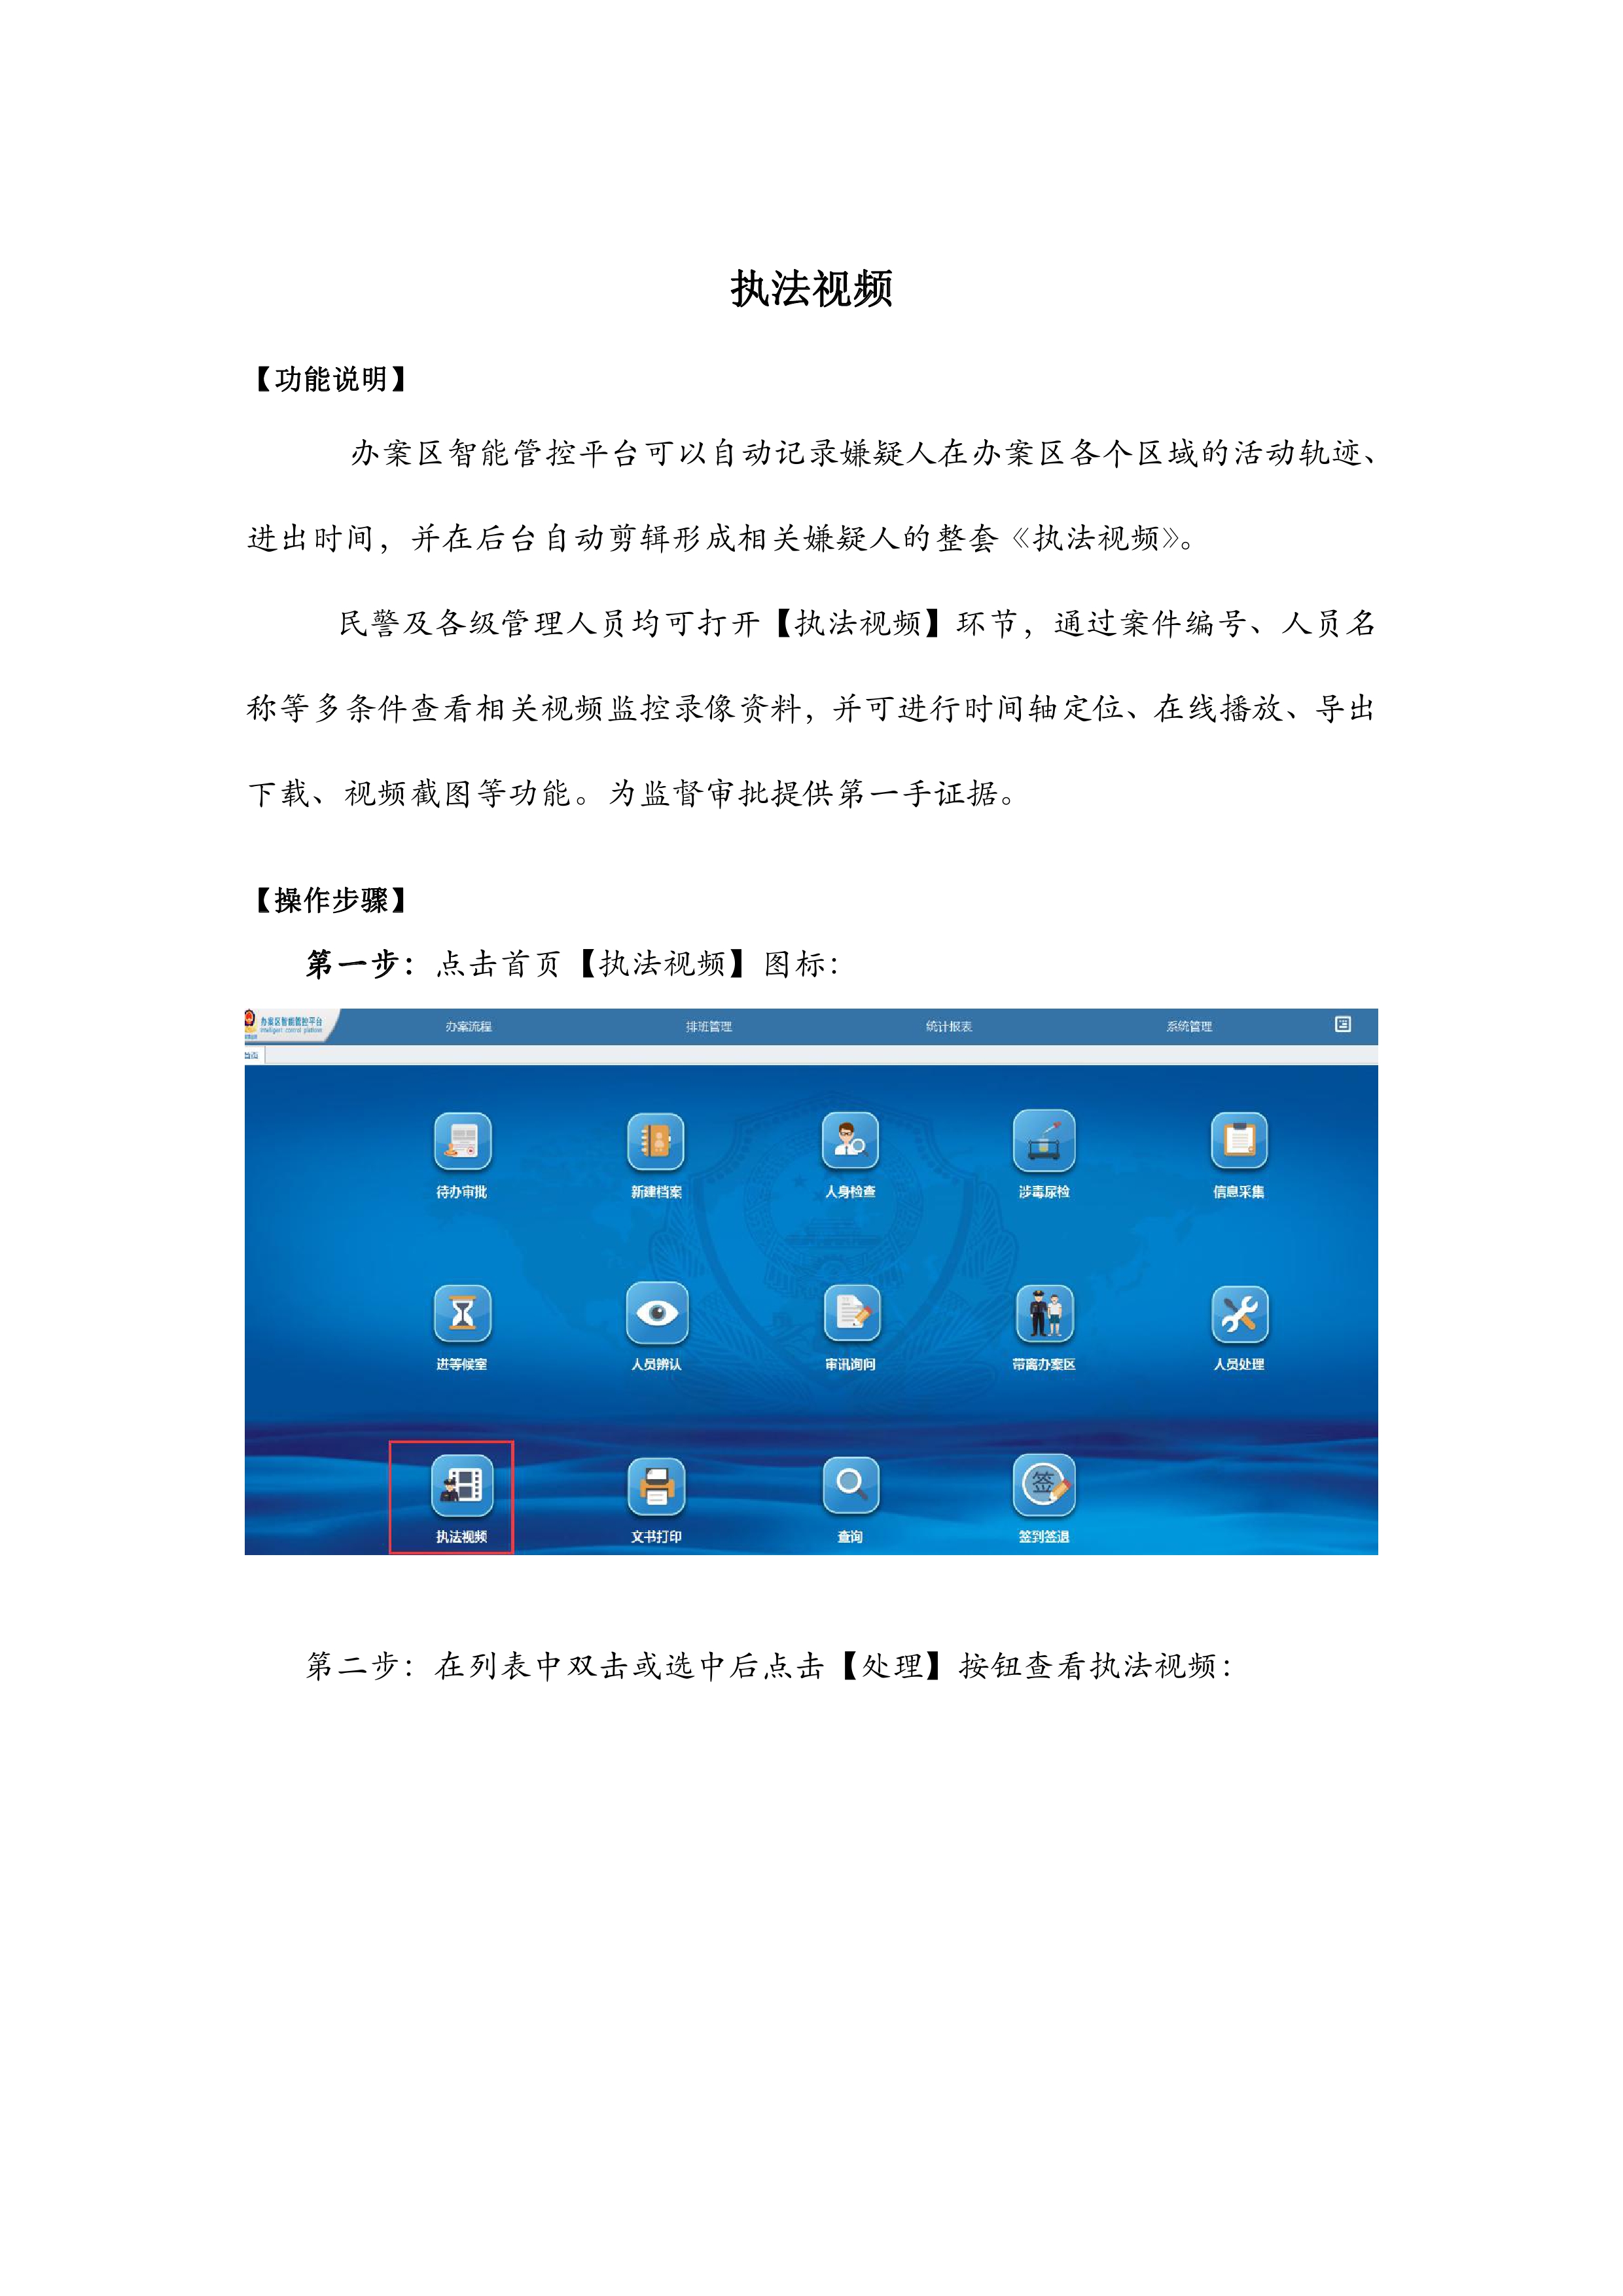 执法视频
【功能说明】
办案区智能管控平台可以自动记录嫌疑人在办案区各个区域的活动轨迹、
进出时间，并在后台自动剪辑形成相关嫌疑人的整套《执法视频》。
民警及各级管理人员均可打开【执法视频】环节，通过案件编号、人员名
称等多条件查看相关视频监控录像资料，并可进行时间轴定位、在线播放、导出
下载、视频截图等功能。为监督审批提供第一手证据。
【操作步骤】
第一步：点击首页【执法视频】图标：
办案区智能管控平台
Intelligent control platform
办案流程 排班管理 统计报表 系统管理
首页
待办审批 新建档案 人身检查 涉毒尿检 信息采集
进等候室 人员辨认 审讯询问 带离办案区 人员处理
签
执法视频 文书打印 查询 签到签退
第二步：在列表中双击或选中后点击【处理】按钮查看执法视频：